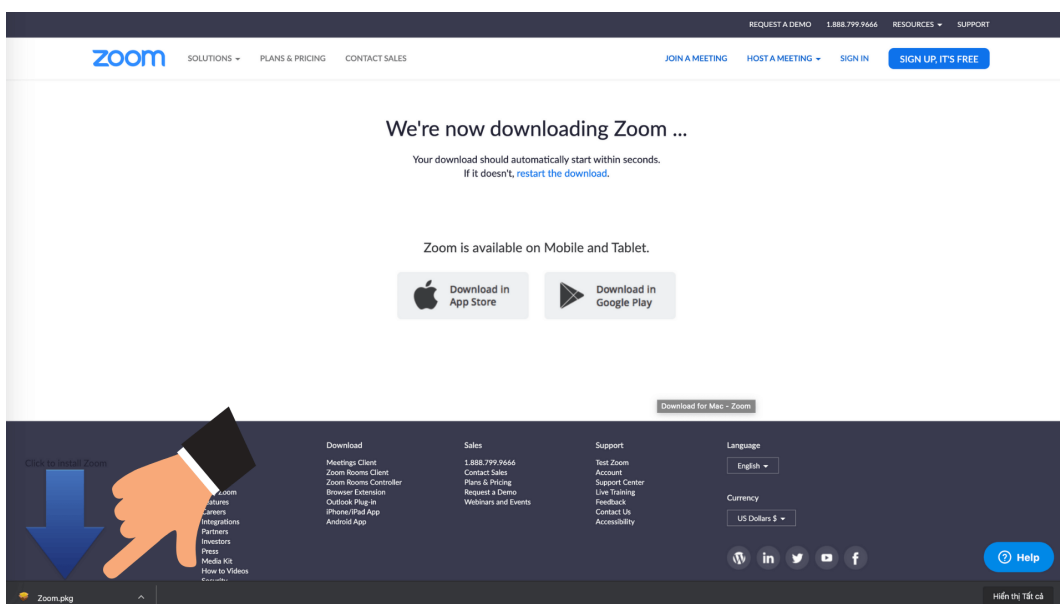 REQUEST A DEMO 1.888.799.9666 RESOURCES SUPPORT
zoom SOLUTIONS PLANS & PRICING CONTACT SALES JOIN A MEETING HOST A MEETING SIGN IN SIGN UP, IT'S FREE
We're now downloading Zoom ...
Your download should automatically start within seconds.
If it doesn't, restart the download.
Zoom is available on Mobile and Tablet.
Download in
App Store
Download in
Google Play
Download for Mac - Zoom
Click to install Zoom
Zoom
Features
Careers
Integrations
Partners
Investors
Press
Media Kit
How to Videos
Download
Meetings Client
Zoom Rooms Client
Zoom Rooms Controller
Browser Extension
Outlook Plug-in
iPhone/iPad App
Android App
Sales
1.888.799.9666
Contact Sales
Plans & Pricing
Request a Demo
Webinars and Events
Support
Test Zoom
Account
Support Center
Live Training
Feedback
Contact Us
Accessibility
Language
English
Currency
US Dollars $
in f
Help
Zoom.pkg
Hiển thị Tất cả